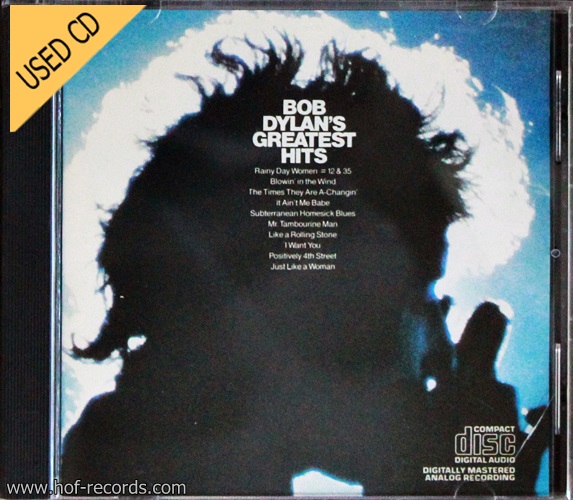 USED CD
BOB
DYLAN'S
GREATEST
HITS
Rainy Day Women # 12 & 35
Blowin' in the Wind
The Times They Are A-Changin'
It Ain't Me Babe
Subterranean Homesick Blues
Mr. Tambourine Man
Like a Rolling Stone
I Want You
Positively 4th Street
Just Like a Woman
COMPACT
disc
DIGITAL AUDIO
DIGITALLY MASTERED
ANALOG RECORDING
www.hof-records.com